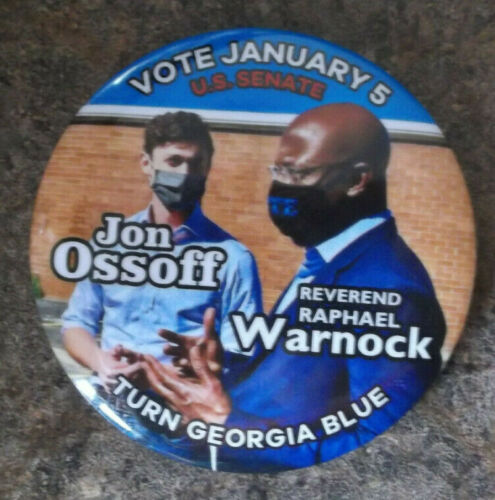 VOTE JANUARY 5
U.S. SENATE
Jon
Ossoff
REVEREND
RAPHAEL
Warnock
TURN GEORGIA BLUE